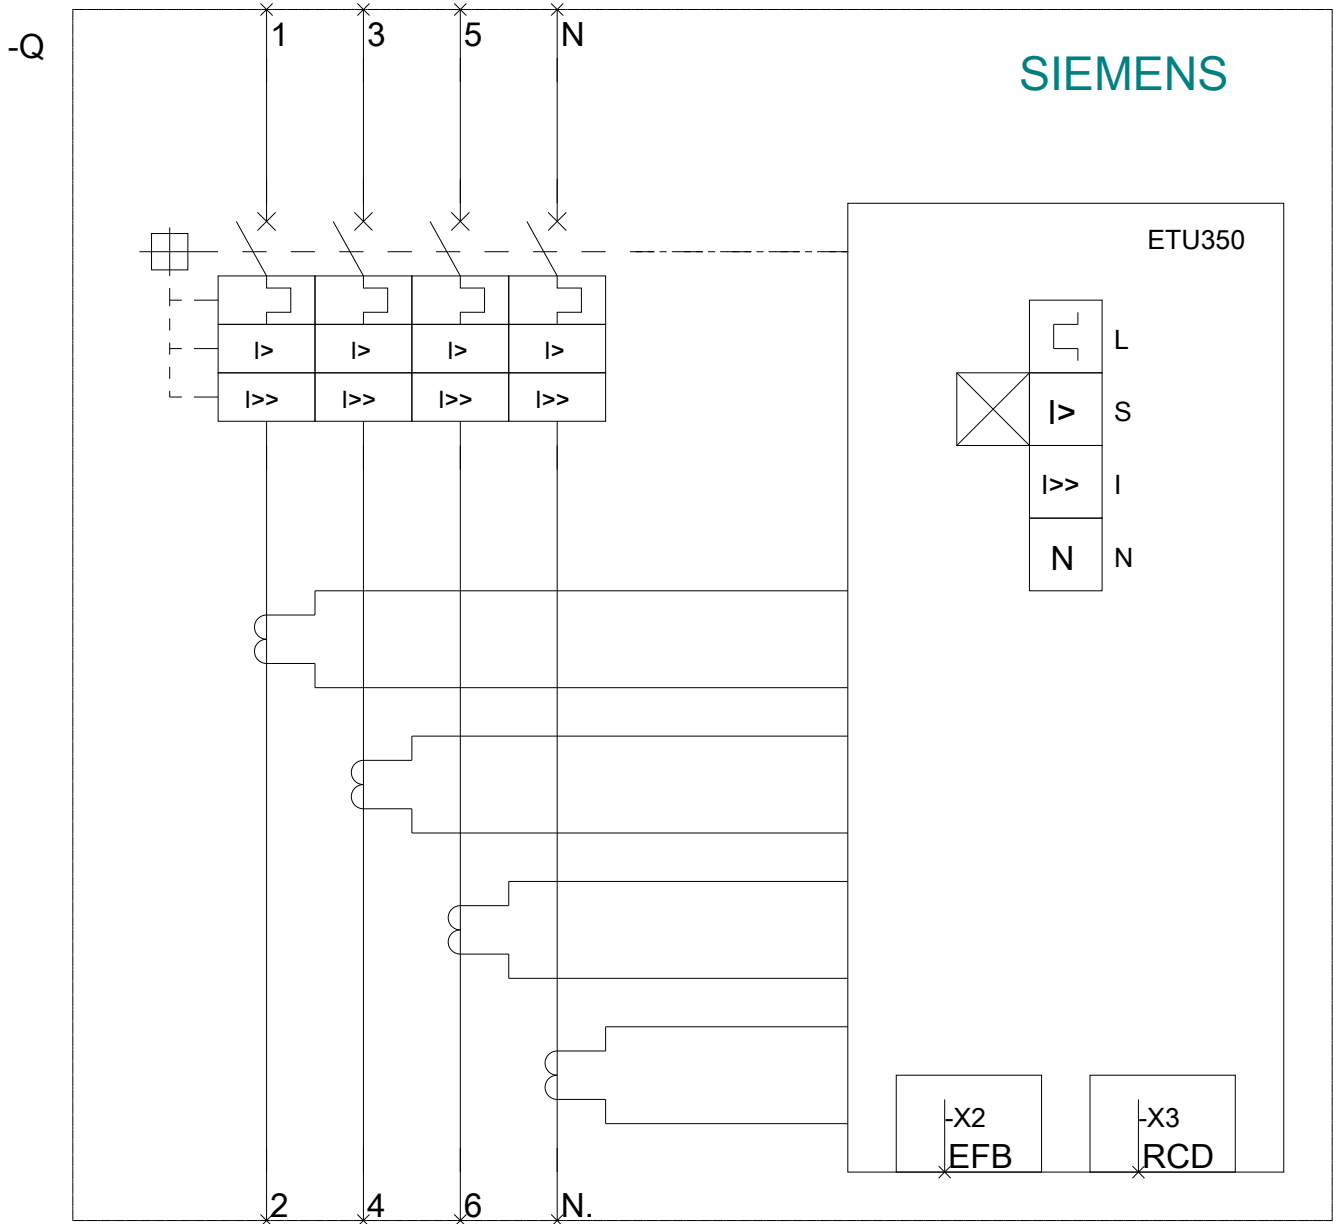 1 3 5 N
-Q
SIEMENS
ETU350
L
I> I> I> I>
I>> I>> I>> I>>
I> S
I>> I
N N
-X2 -X3
EFB RCD
2 4 6 N.